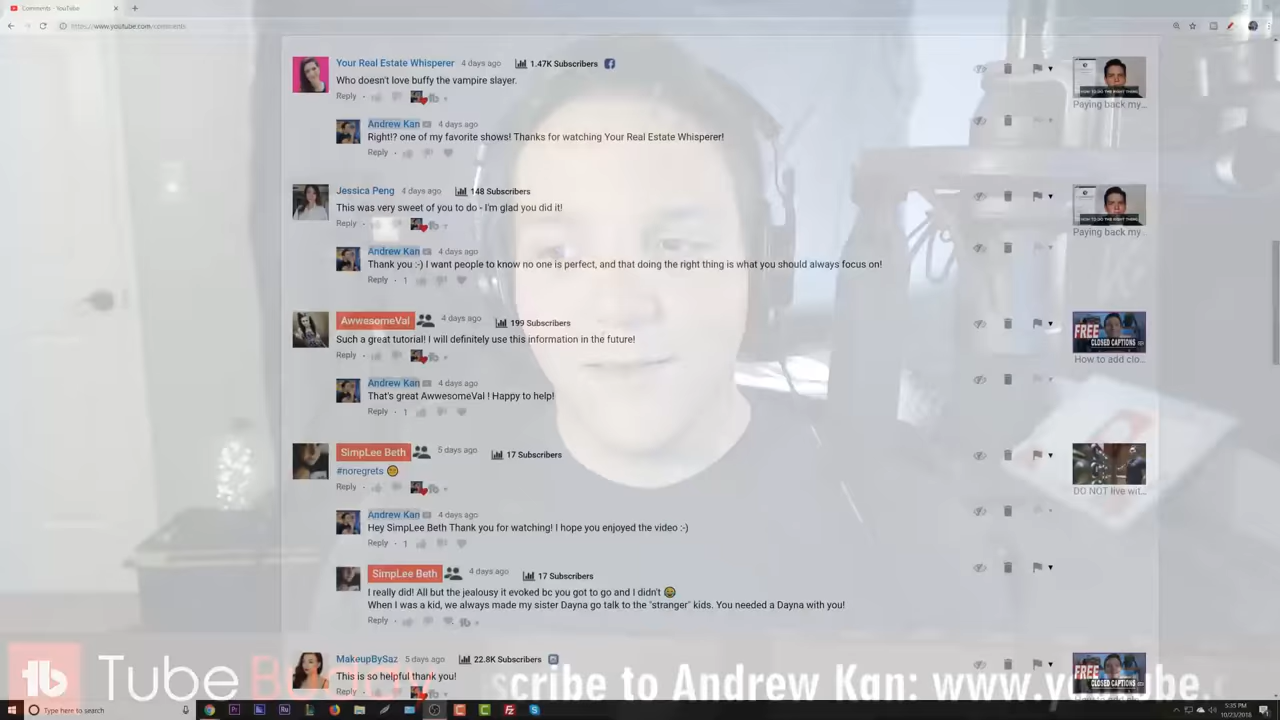 Comments - YouTube
https://www.youtube.com/comments
Your Real Estate Whisperer 4 days ago 1.47K Subscribers
Who doesn't love buffy the vampire slayer.
Reply
Paying back my...
Andrew Kan 4 days ago
Right!? one of my favorite shows! Thanks for watching Your Real Estate Whisperer!
Reply
Jessica Peng 4 days ago 148 Subscribers
This was very sweet of you to do - I'm glad you did it!
Reply
Paying back my...
Andrew Kan 4 days ago
Thank you :-) I want people to know no one is perfect, and that doing the right thing is what you should always focus on!
Reply · 1
AwwesomeVal 4 days ago 199 Subscribers
FREE
CLOSED CAPTIONS
Such a great tutorial! I will definitely use this information in the future!
Reply
How to add clo...
Andrew Kan 4 days ago
That's great AwwesomeVal ! Happy to help!
Reply · 1
SimpLee Beth 5 days ago 17 Subscribers
#noregrets
Reply
DO NOT live wit...
Andrew Kan 4 days ago
Hey SimpLee Beth Thank you for watching! I hope you enjoyed the video :-)
Reply · 1
SimpLee Beth 4 days ago 17 Subscribers
I really did! All but the jealousy it evoked bc you got to go and I didn't
When I was a kid, we always made my sister Dayna go talk to the "stranger" kids. You needed a Dayna with you!
Reply
MakeupBySaz 5 days ago 22.8K Subscribers
FREE
CLOSED CAPTIONS
This is so helpful thank you!
Reply
tb Tube Bu
cribe to Andrew Kan: www.youtube.
Type here to search
5:35 PM
10/23/2018